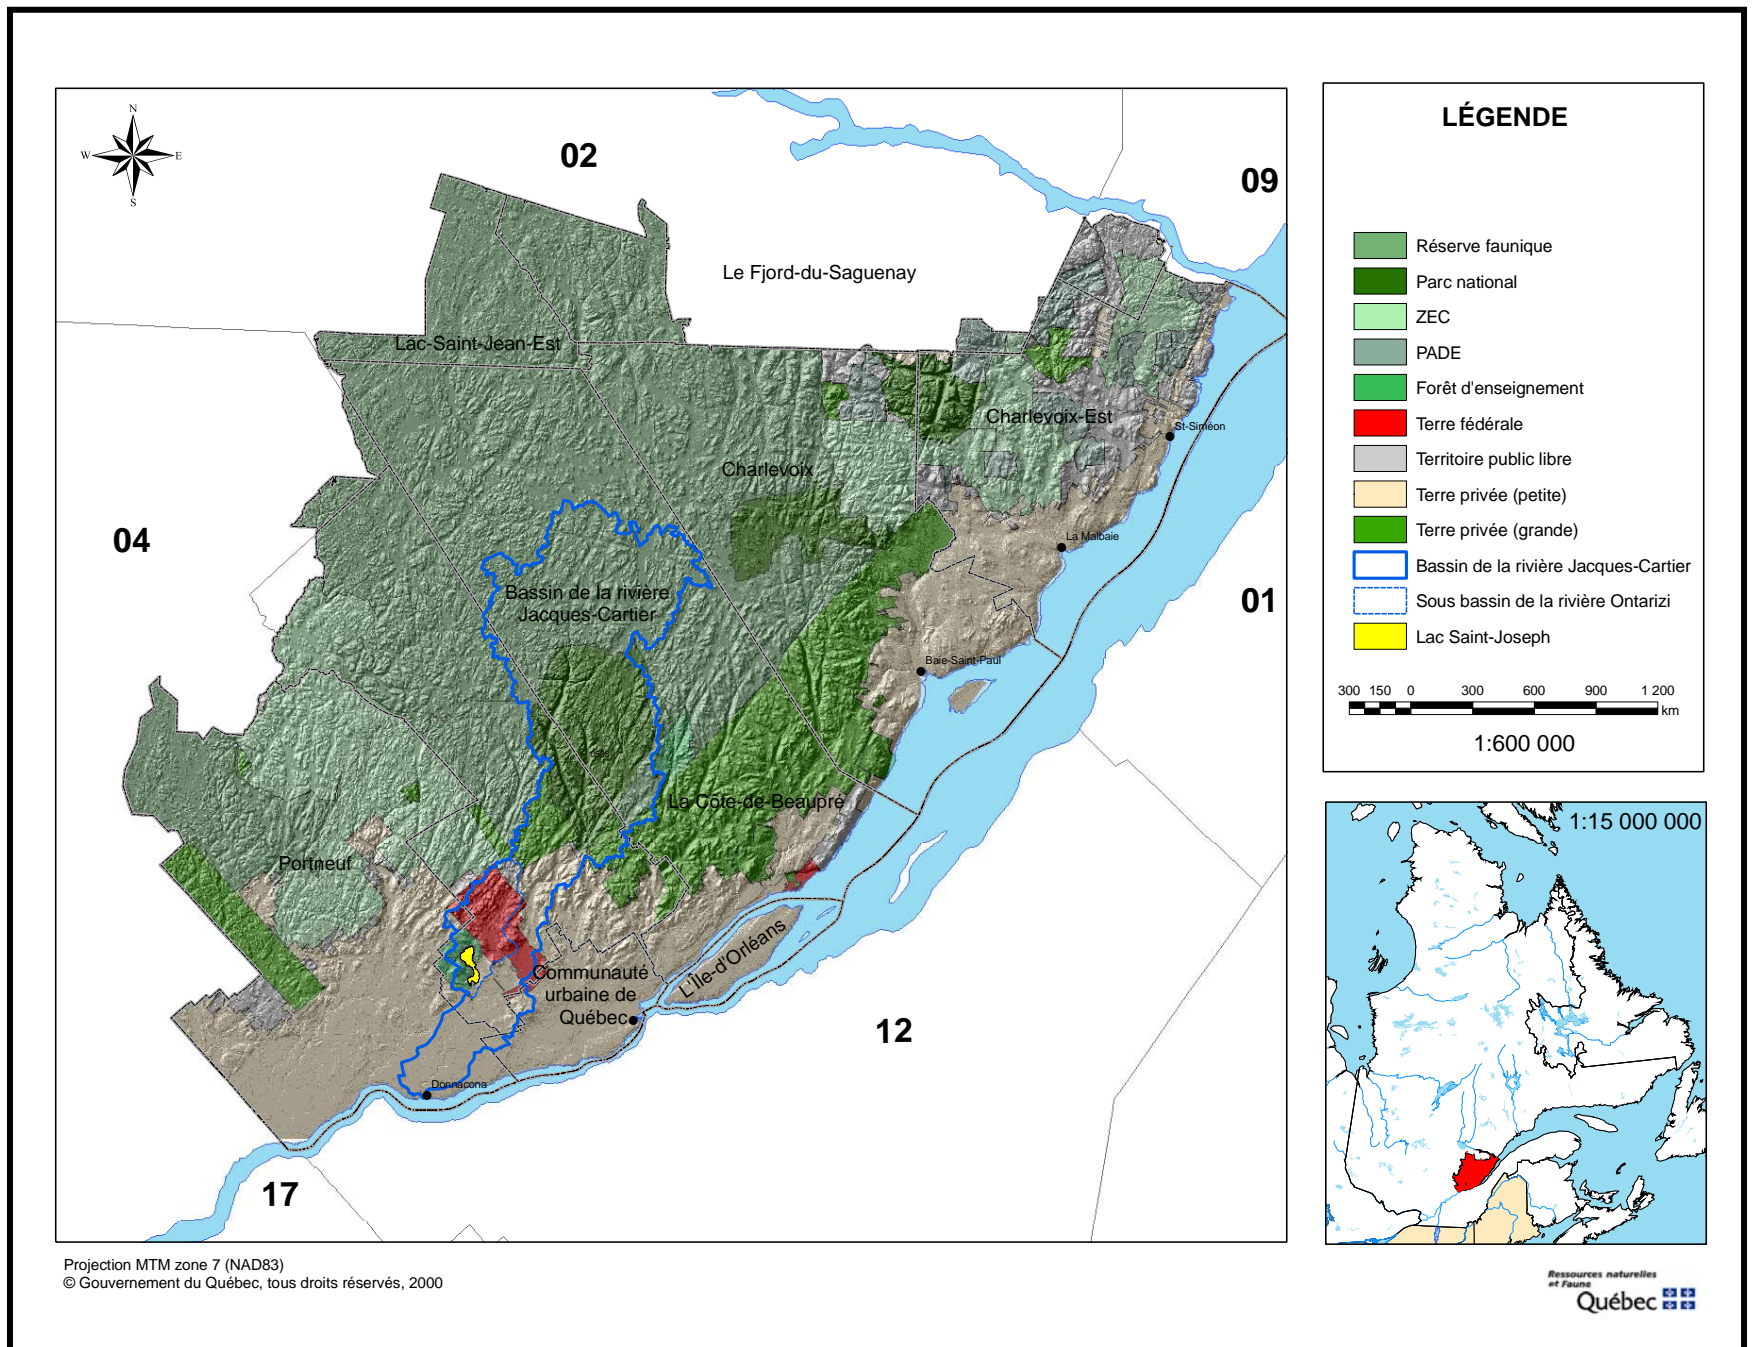 N
W
E
S
02
09
04
01
12
17
Le Fjord-du-Saguenay
Lac-Saint-Jean-Est
Charlevoix-Est
St-Siméon
Charlevoix
La Malbaie
Bassin de la rivière
Jacques-Cartier
Baie-Saint-Paul
La Côte-de-Beaupré
Portneuf
L'Île-d'Orléans
Communauté
urbaine de
Québec
Donnacona
LÉGENDE
Réserve faunique
Parc national
ZEC
PADE
Forêt d'enseignement
Terre fédérale
Territoire public libre
Terre privée (petite)
Terre privée (grande)
Bassin de la rivière Jacques-Cartier
Sous bassin de la rivière Ontarizi
Lac Saint-Joseph
300 150 0 300 600 900 1 200
km
1:600 000
1:15 000 000
Projection MTM zone 7 (NAD83)
© Gouvernement du Québec, tous droits réservés, 2000
Ressources naturelles
et Faune
Québec